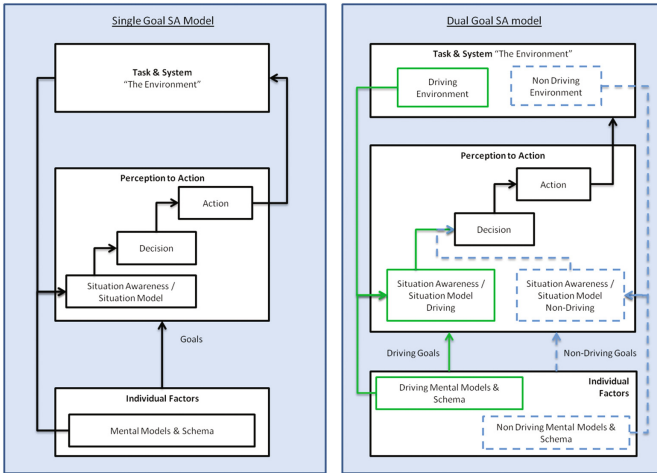 Single Goal SA Model
Task & System
"The Environment"
Perception to Action
Action
Decision
Situation Awareness /
Situation Model
Goals
Individual Factors
Mental Models & Schema
Dual Goal SA model
Task & System "The Environment"
Driving
Environment
Non Driving
Environment
Perception to Action
Action
Decision
Situation Awareness /
Situation Model
Driving
Situation Awareness /
Situation Model
Non-Driving
Driving Goals
Non-Driving Goals
Individual
Factors
Driving Mental Models &
Schema
Non Driving Mental Models &
Schema